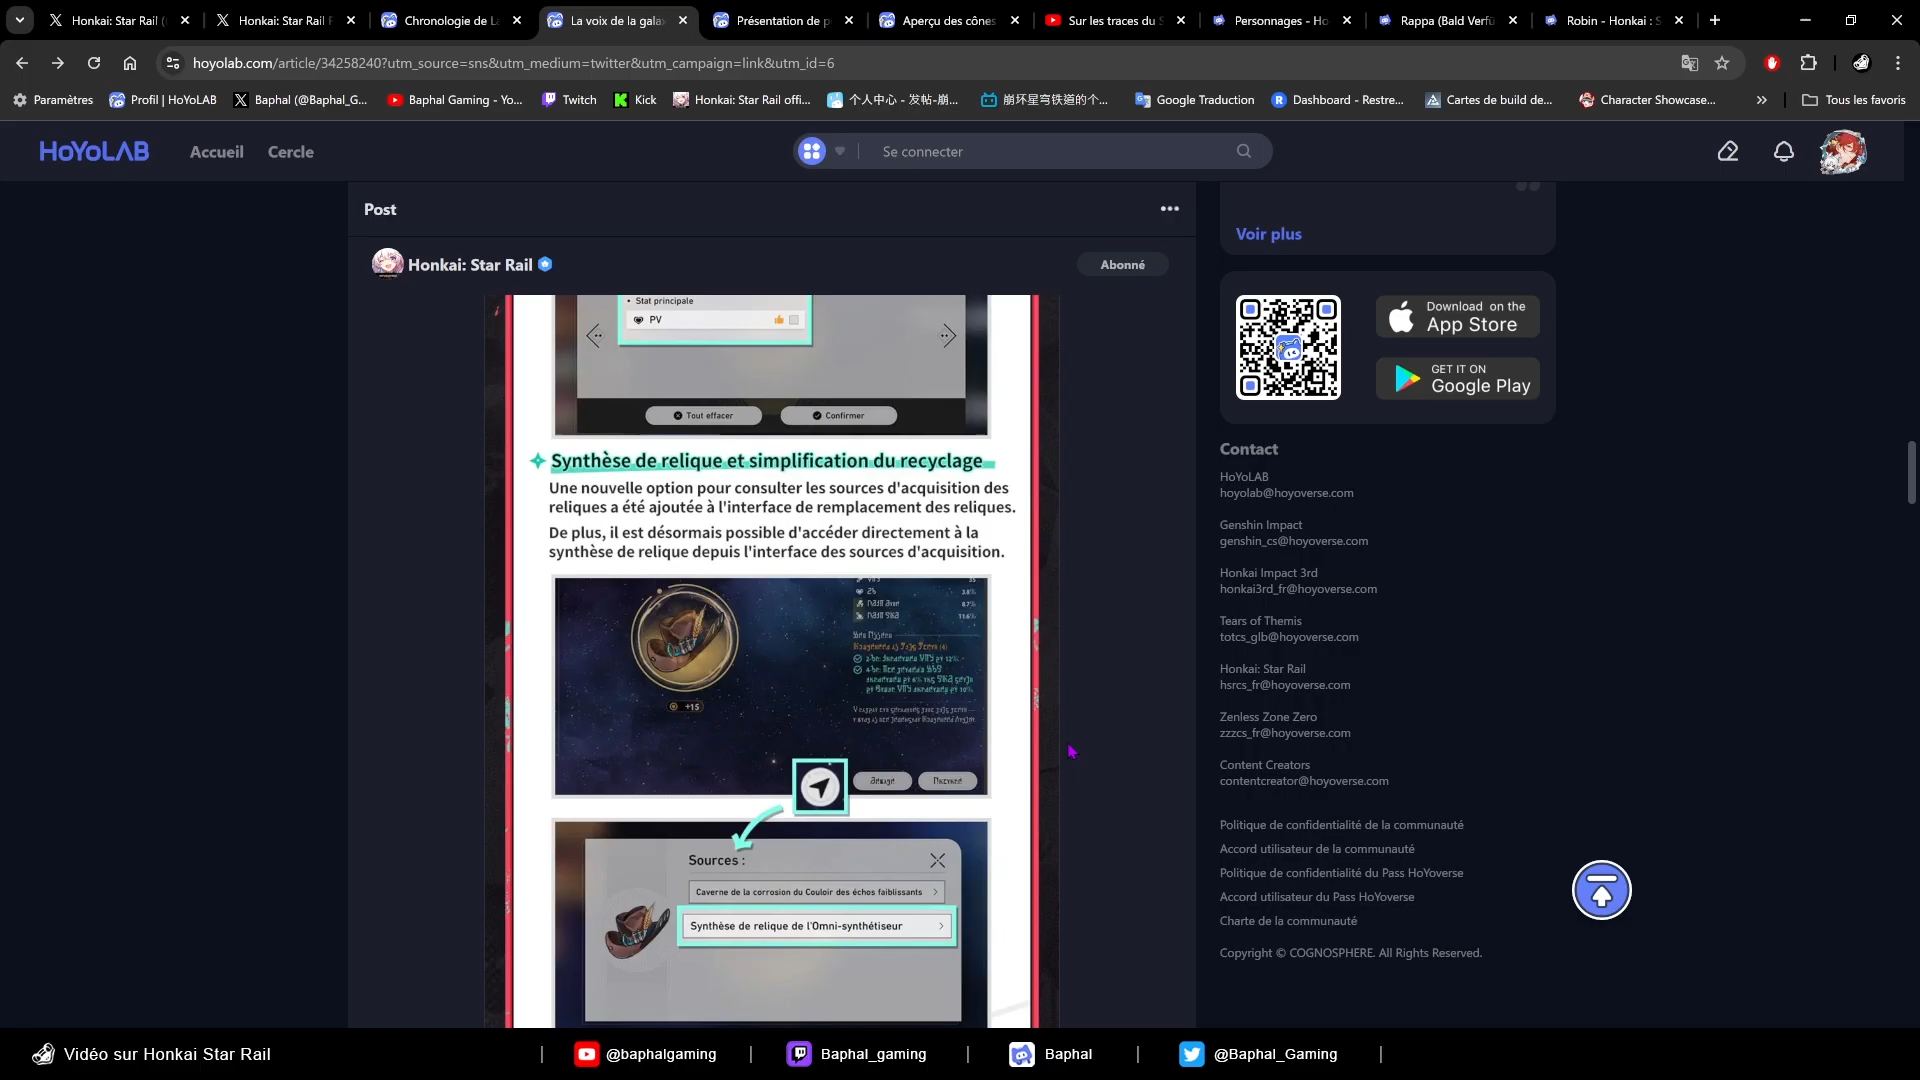 Honkai: Star Rail (
Honkai: Star Rail F
Chronologie de L
La voix de la gala
Présentation de p
Aperçu des cônes
Sur les traces du S
Personnages - Ho
Rappa (Bald Verfü
Robin - Honkai : S
hoyolab.com/article/34258240?utm_source=sns&utm_medium=twitter&utm_campaign=link&utm_id=6
Paramètres
Profil | HoYoLAB
Baphal (@Baphal_G...
Baphal Gaming - Yo...
Twitch
Kick
Honkai: Star Rail offi...
个人中心 - 发帖-崩...
崩坏星穹铁道的个...
Google Traduction
Dashboard - Restre...
Cartes de build de...
Character Showcase...
»
Tous les favoris
HoYoLAB
Accueil
Cercle
Se connecter
Post
Honkai: Star Rail
Abonné
• Stat principale
PV
Tout effacer
Confirmer
Synthèse de relique et simplification du recyclage
Une nouvelle option pour consulter les sources d'acquisition des
reliques a été ajoutée à l'interface de remplacement des reliques.
De plus, il est désormais possible d'accéder directement à la
synthèse de relique depuis l'interface des sources d'acquisition.
+15
Sources :
Caverne de la corrosion du Couloir des échos faiblissants
Synthèse de relique de l'Omni-synthétiseur
Voir plus
Download on the
App Store
GET IT ON
Google Play
Contact
HoYoLAB
hoyolab@hoyoverse.com
Genshin Impact
genshin_cs@hoyoverse.com
Honkai Impact 3rd
honkai3rd_fr@hoyoverse.com
Tears of Themis
totcs_glb@hoyoverse.com
Honkai: Star Rail
hsrcs_fr@hoyoverse.com
Zenless Zone Zero
zzzcs_fr@hoyoverse.com
Content Creators
contentcreator@hoyoverse.com
Politique de confidentialité de la communauté
Accord utilisateur de la communauté
Politique de confidentialité du Pass HoYoverse
Accord utilisateur du Pass HoYoverse
Charte de la communauté
Copyright © COGNOSPHERE. All Rights Reserved.
Vidéo sur Honkai Star Rail
@baphalgaming
Baphal_gaming
Baphal
@Baphal_Gaming